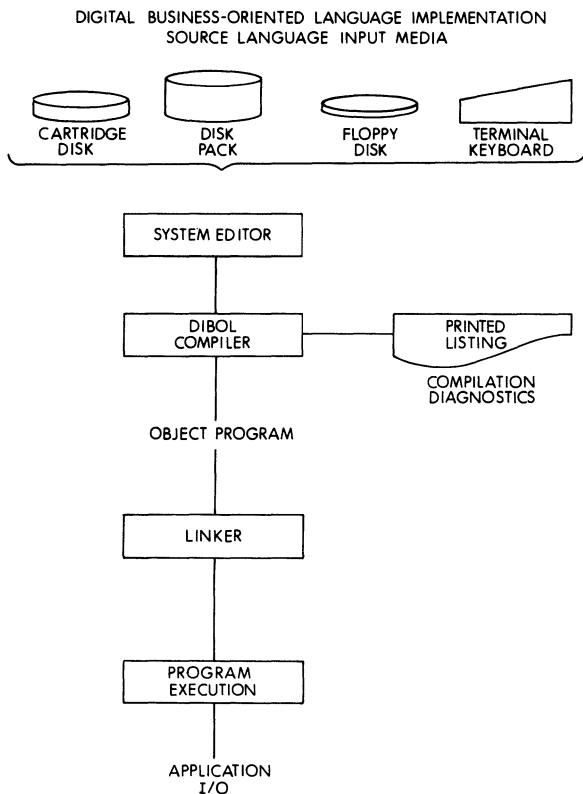 DIGITAL BUSINESS-ORIENTED LANGUAGE IMPLEMENTATION
SOURCE LANGUAGE INPUT MEDIA
CARTRIDGE
DISK
DISK
PACK
FLOPPY
DISK
TERMINAL
KEYBOARD
SYSTEM EDITOR
DIBOL
COMPILER
PRINTED
LISTING
COMPILATION
DIAGNOSTICS
OBJECT PROGRAM
LINKER
PROGRAM
EXECUTION
APPLICATION
I/O